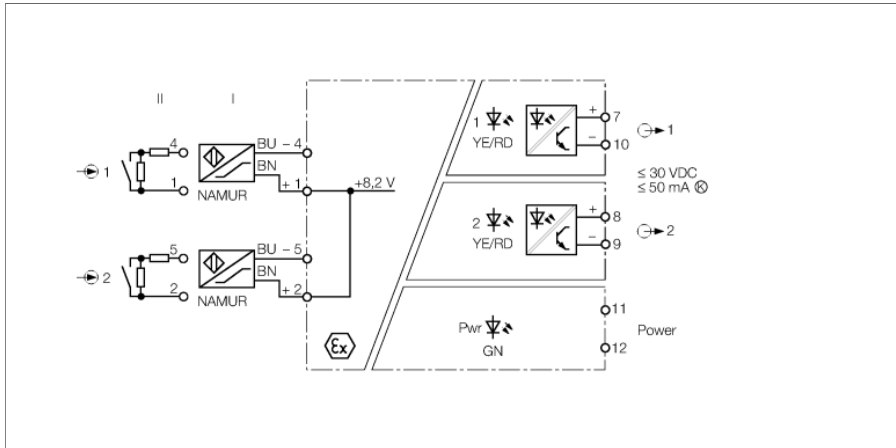 II I
1
4
1
BU – 4
BN
+ 1
NAMUR
+8,2 V
2
5
2
BU – 5
BN
+ 2
NAMUR
Ex
1
YE/RD
+ 7
– 10
1
≤ 30 VDC
≤ 50 mA Ⓚ
2
YE/RD
+ 8
– 9
2
Pwr
GN
11
12
Power